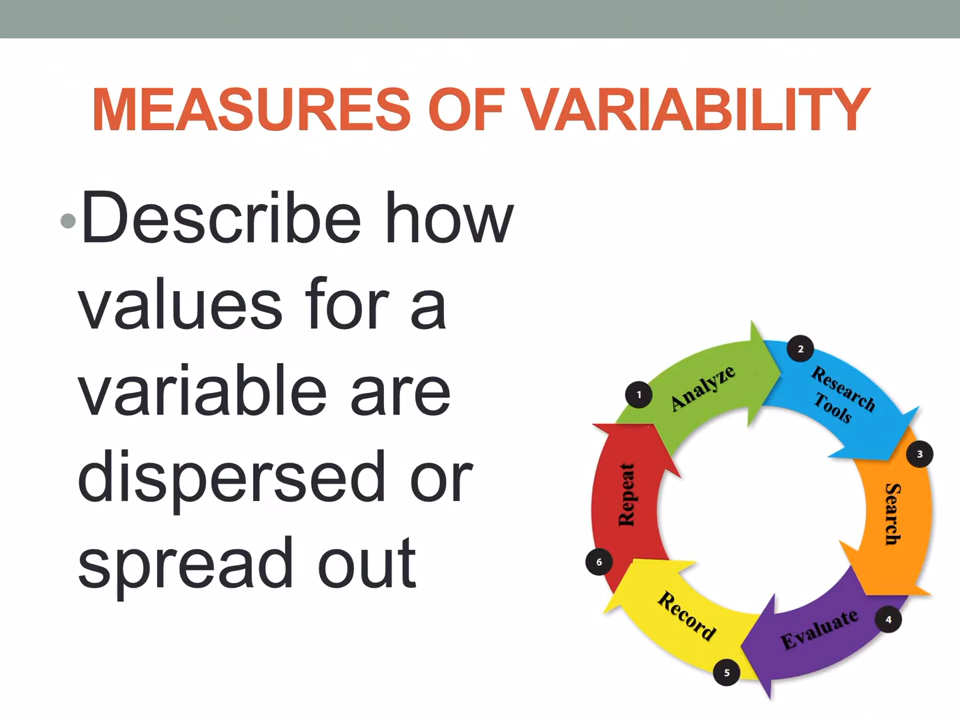 MEASURES OF VARIABILITY
•Describe how
values for a
variable are
dispersed or
spread out
1
Analyze
2
Research
Tools
3
Search
4
Evaluate
5
Record
6
Repeat